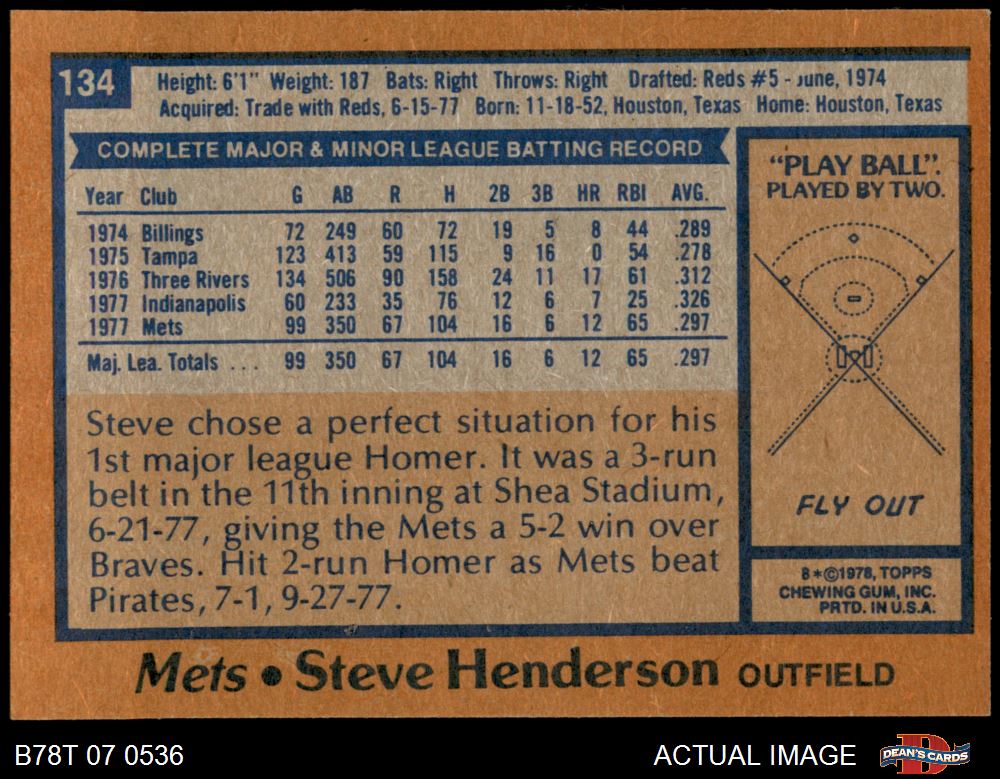 134
Height: 6'1" Weight: 187 Bats: Right Throws: Right Drafted: Reds #5 - June, 1974
Acquired: Trade with Reds, 6-15-77 Born: 11-18-52, Houston, Texas Home: Houston, Texas
COMPLETE MAJOR & MINOR LEAGUE BATTING RECORD
Year Club G AB R H 2B 3B HR RBI AVG.
1974 Billings 72 249 60 72 19 5 8 44 .289
1975 Tampa 123 413 59 115 9 16 0 54 .278
1976 Three Rivers 134 506 90 158 24 11 17 61 .312
1977 Indianapolis 60 233 35 76 12 6 7 25 .326
1977 Mets 99 350 67 104 16 6 12 65 .297
Maj. Lea. Totals ... 99 350 67 104 16 6 12 65 .297
Steve chose a perfect situation for his
1st major league Homer. It was a 3-run
belt in the 11th inning at Shea Stadium,
6-21-77, giving the Mets a 5-2 win over
Braves. Hit 2-run Homer as Mets beat
Pirates, 7-1, 9-27-77.
"PLAY BALL".
PLAYED BY TWO.
FLY OUT
8*©1978, TOPPS
CHEWING GUM, INC.
PRTD. IN U.S.A.
Mets • Steve Henderson OUTFIELD
B78T 07 0536
ACTUAL IMAGE
D
DEAN'S CARDS